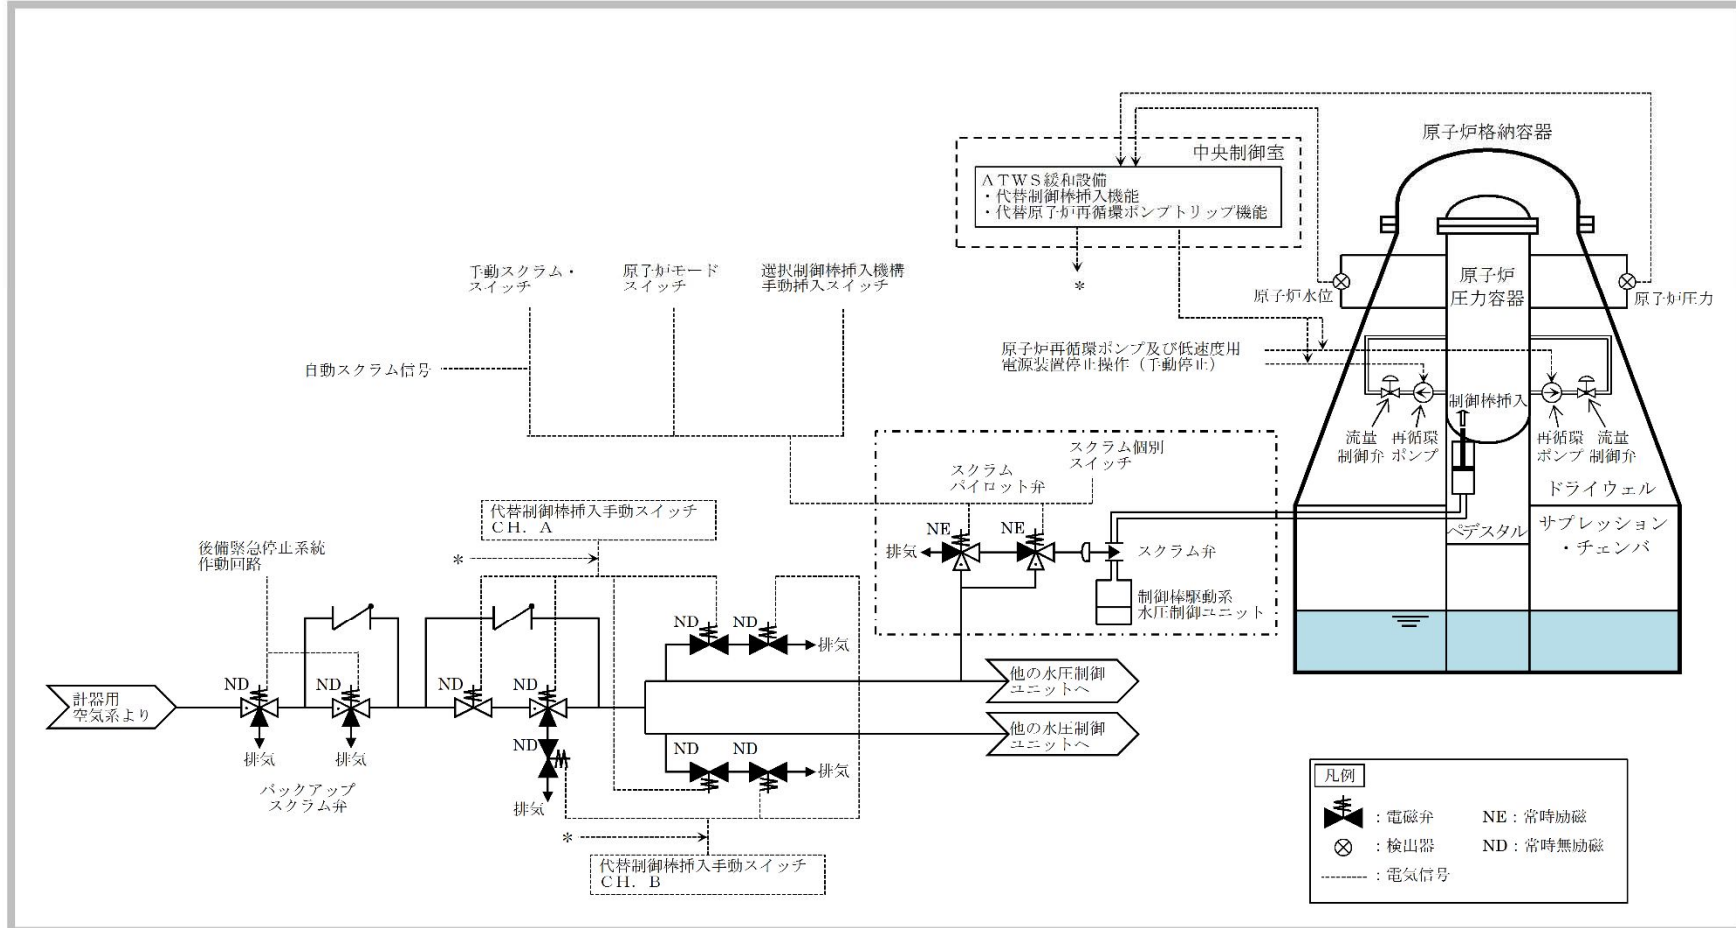 原子炉格納容器
中央制御室
ATWS緩和設備
・代替制御棒挿入機能
・代替原子炉再循環ポンプトリップ機能
*
手動スクラム・
スイッチ
原子炉モード
スイッチ
選択制御棒挿入機構
手動挿入スイッチ
自動スクラム信号
原子炉
圧力容器
原子炉水位
原子炉圧力
原子炉再循環ポンプ及び低速度用
電源装置停止操作(手動停止)
制御棒挿入
流量
制御弁
再循環
ポンプ
再循環
ポンプ
流量
制御弁
ドライウェル
ペデスタル
サプレッション
・チェンバ
スクラム個別
スイッチ
スクラム
パイロット弁
NE
NE
排気
スクラム弁
制御棒駆動系
水圧制御ユニット
代替制御棒挿入手動スイッチ
CH. A
*
後備緊急停止系統
作動回路
ND
ND
排気
ND
ND
ND
ND
計器用
空気系より
他の水圧制御
ユニットへ
他の水圧制御
ユニットへ
排気
排気
バックアップ
スクラム弁
ND
排気
ND
ND
排気
*
代替制御棒挿入手動スイッチ
CH. B
凡例
:電磁弁
NE:常時励磁
:検出器
ND:常時無励磁
:電気信号